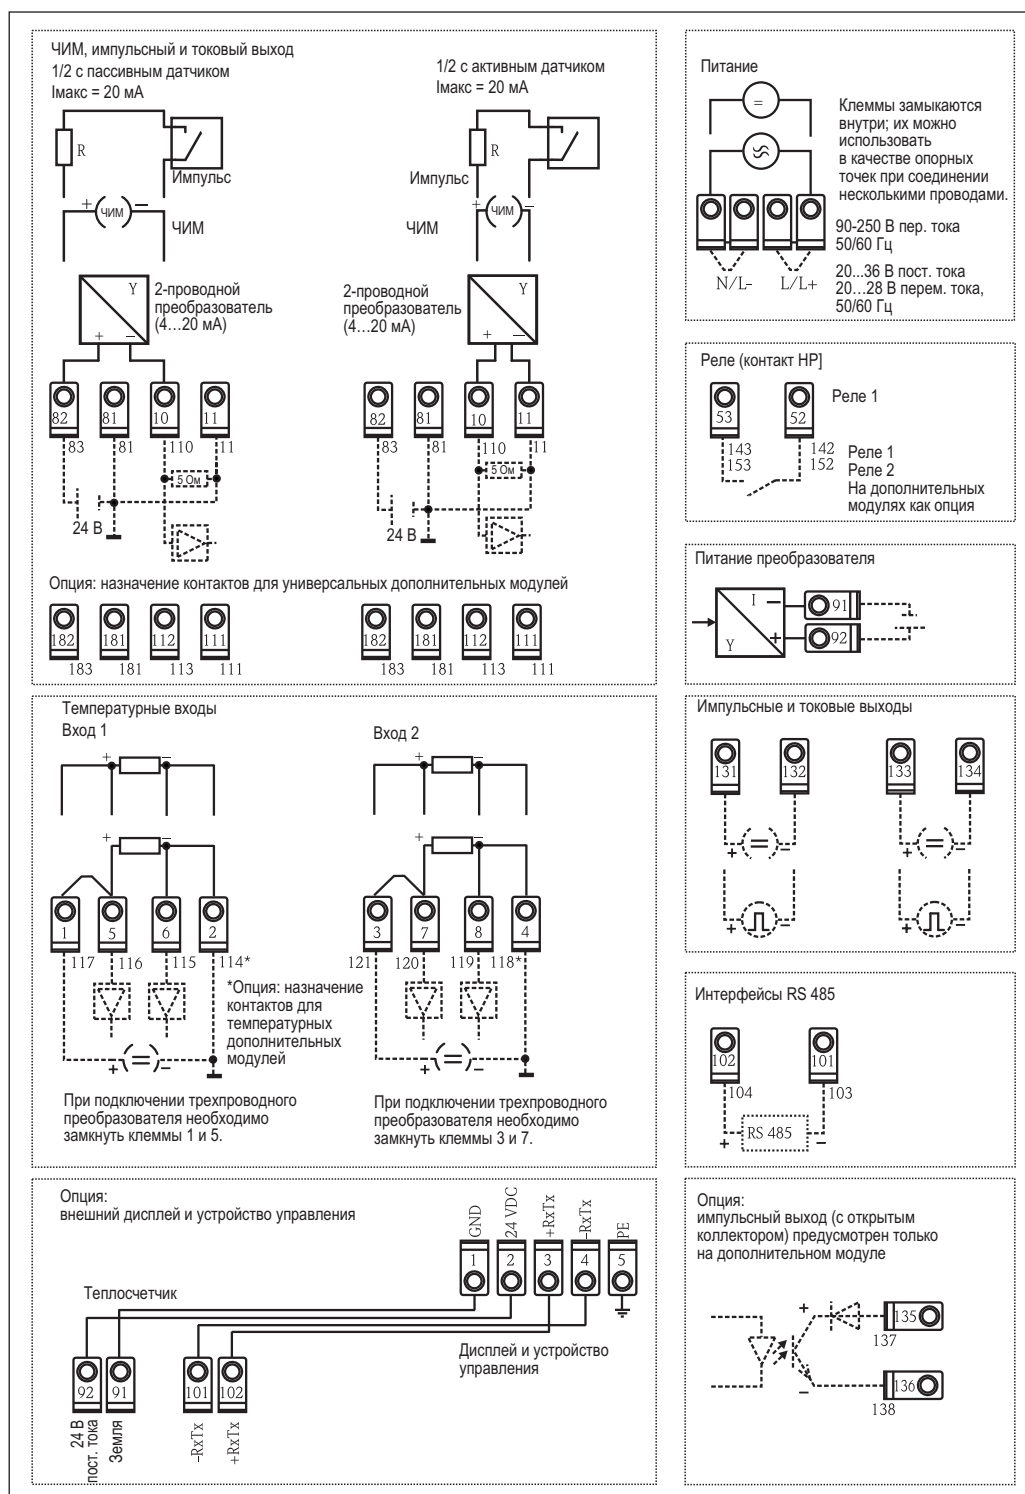 ЧИМ, импульсный и токовый выход
1/2 с пассивным датчиком
Iмакс = 20 мА
R
Импульс
+ ЧИМ –
ЧИМ
Y
+ –
2-проводной
преобразователь
(4…20 мА)
82 81 10 11
83 81 110 11
5 Ом
24 В
1/2 с активным датчиком
Iмакс = 20 мА
R
Импульс
+ ЧИМ –
ЧИМ
Y
+ –
2-проводной
преобразователь
(4…20 мА)
82 81 10 11
83 81 110 11
5 Ом
24 В
Опция: назначение контактов для универсальных дополнительных модулей
182 181 112 111
183 181 113 111
182 181 112 111
183 181 113 111
Температурные входы
Вход 1
+ –
+ –
1 5 6 2
117 116 115 114*
+ = –
*Опция: назначение
контактов для
температурных
дополнительных
модулей
При подключении трехпроводного
преобразователя необходимо
замкнуть клеммы 1 и 5.
Вход 2
+ –
+ –
3 7 8 4
121 120 119 118*
+ = –
При подключении трехпроводного
преобразователя необходимо
замкнуть клеммы 3 и 7.
Опция:
внешний дисплей и устройство управления
GND 24 VDC +RxTx –RxTx PE
1 2 3 4 5
Теплосчетчик
Дисплей и устройство
управления
92 91 101 102
24 В
пост. тока
Земля
–RxTx
+RxTx
Питание
=
Клеммы замыкаются
внутри; их можно
использовать
в качестве опорных
точек при соединении
несколькими проводами.
N/L- L/L+
90-250 В пер. тока
50/60 Гц
20...36 В пост. тока
20…28 В перем. тока,
50/60 Гц
Реле (контакт НР]
53 52
Реле 1
143 142 Реле 1
153 152 Реле 2
На дополнительных
модулях как опция
Питание преобразователя
I –
Y +
91
92
Импульсные и токовые выходы
131 132 133 134
+ = – + = –
+ – + –
Интерфейсы RS 485
102 101
104 103
+ RS 485 –
Опция:
импульсный выход (с открытым
коллектором) предусмотрен только
на дополнительном модуле
+
135
137
–
136
138